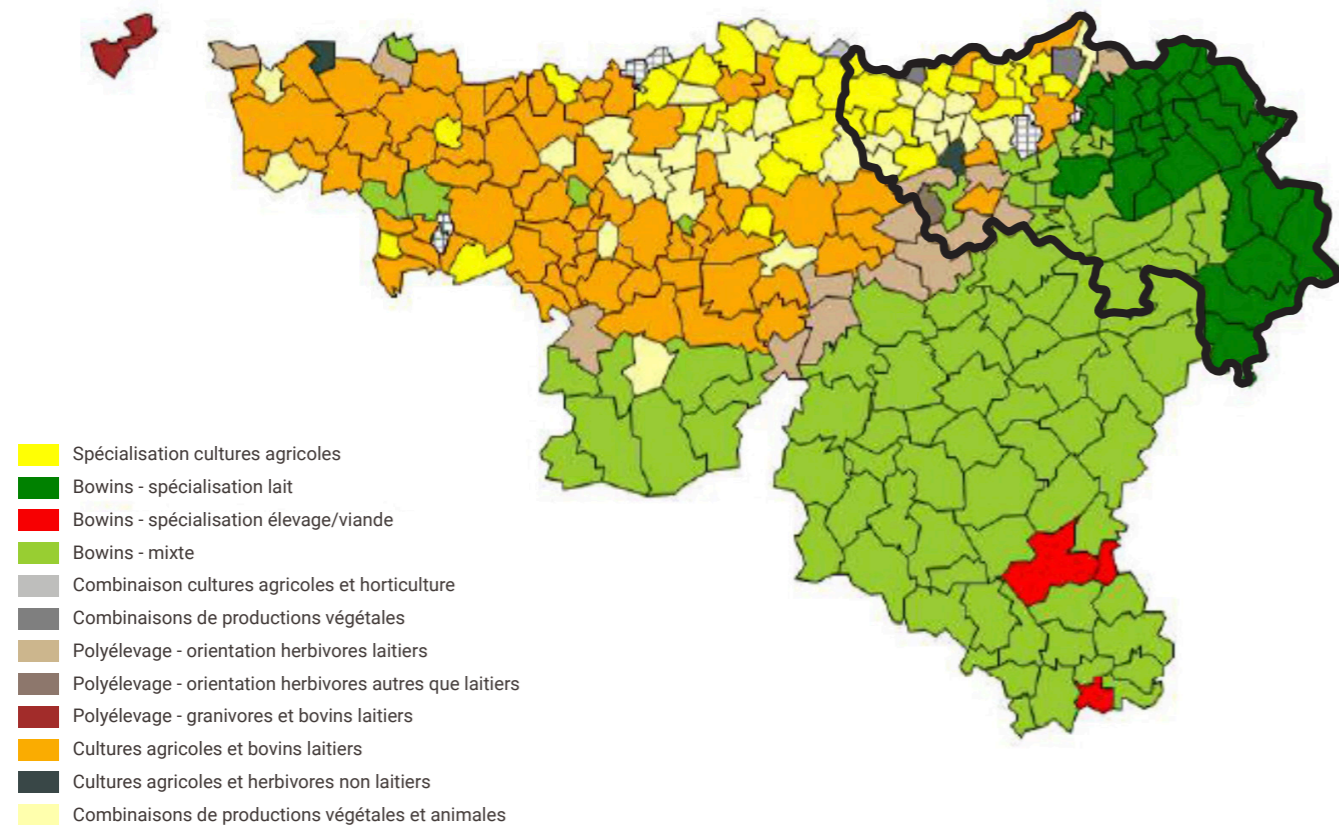 Spécialisation cultures agricoles
Bowins - spécialisation lait
Bowins - spécialisation élevage/viande
Bowins - mixte
Combinaison cultures agricoles et horticulture
Combinaisons de productions végétales
Polyélevage - orientation herbivores laitiers
Polyélevage - orientation herbivores autres que laitiers
Polyélevage - granivores et bovins laitiers
Cultures agricoles et bovins laitiers
Cultures agricoles et herbivores non laitiers
Combinaisons de productions végétales et animales